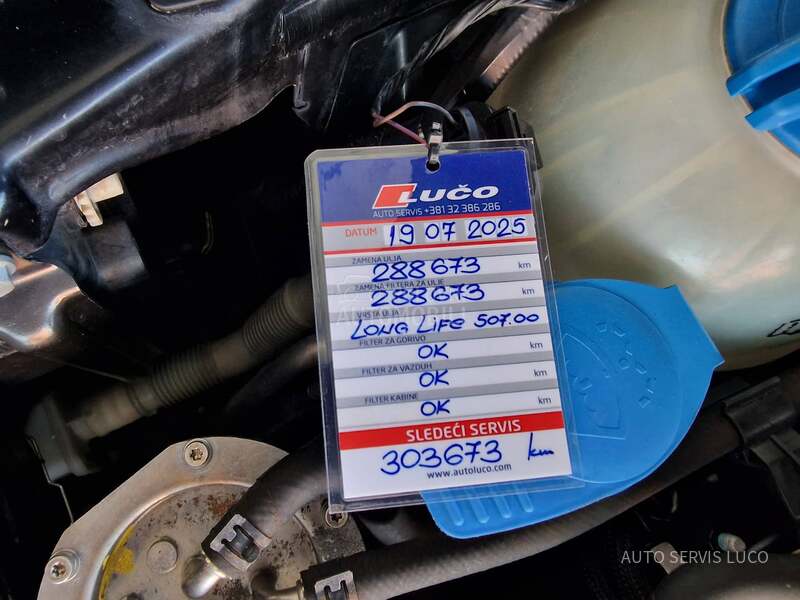 LUČO
AUTO SERVIS +381 32 386 286
DATUM 19 07 2025
ZAMENA ULJA
288673 km
ZAMENA FILTERA ZA ULJE
288673 km
VRSTA ULJA
LONG LIFE 507.00
FILTER ZA GORIVO
OK km
FILTER ZA VAZDUH
OK km
FILTER KABINE
OK km
SLEDEĆI SERVIS
303673 km
www.autoluco.com
AUTO SERVIS LUCO